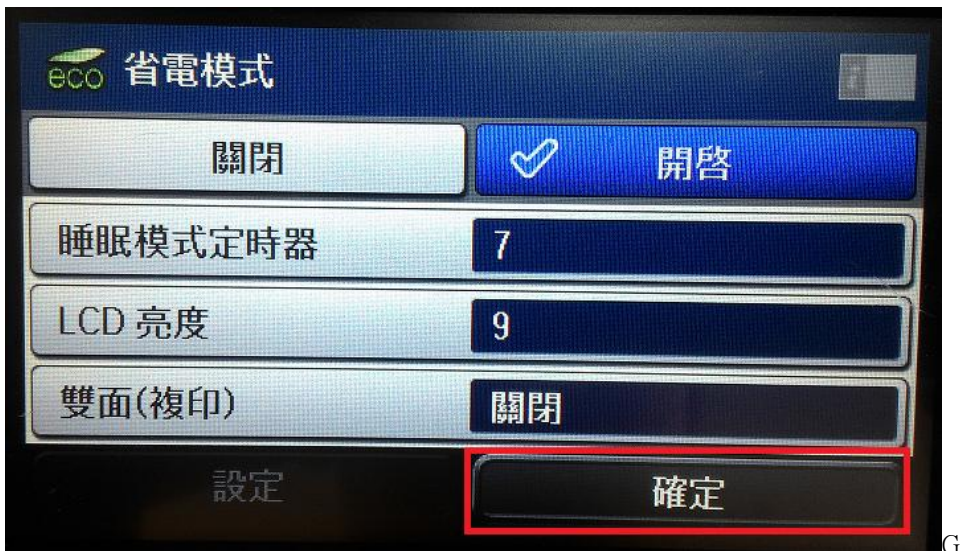 eco 省電模式
關閉 開啓
睡眠模式定時器 7
LCD 亮度 9
雙面(複印) 關閉
設定 確定
G